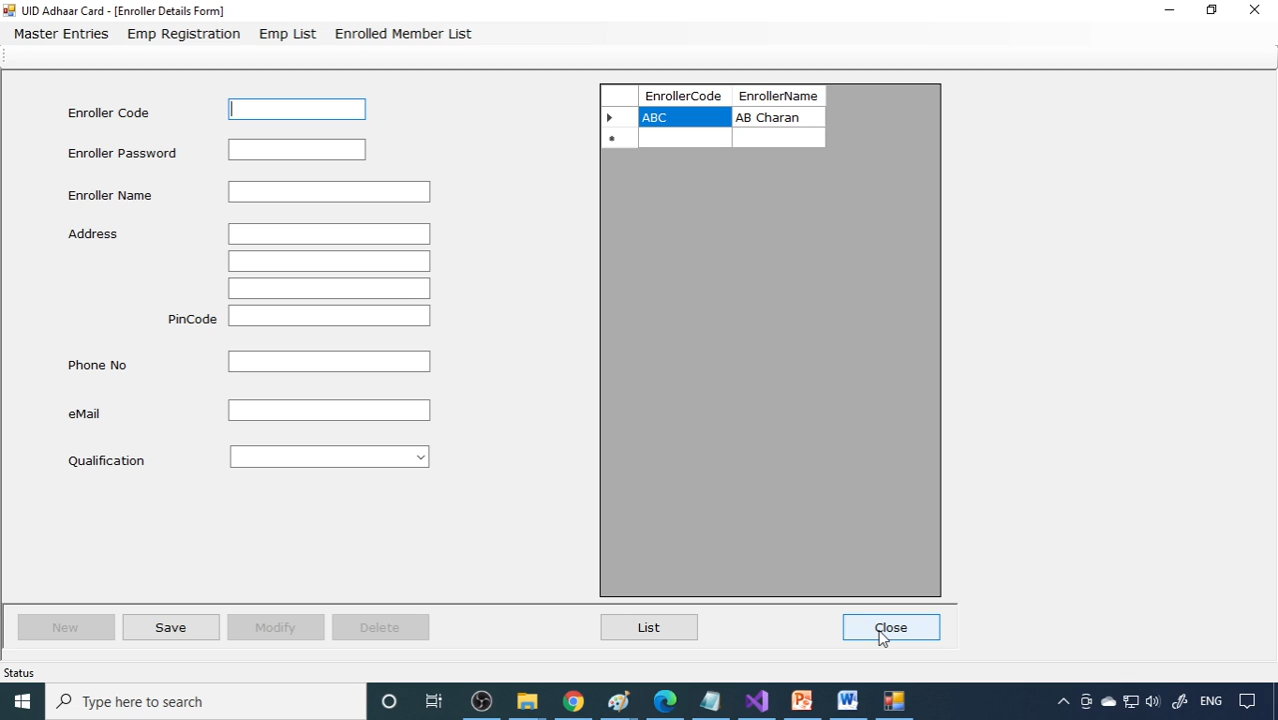 UID Adhaar Card - [Enroller Details Form]
Master Entries Emp Registration Emp List Enrolled Member List
Enroller Code
Enroller Password
Enroller Name
Address
PinCode
Phone No
eMail
Qualification
EnrollerCode EnrollerName
ABC AB Charan
New Save Modify Delete List Close
Status
Type here to search
ENG